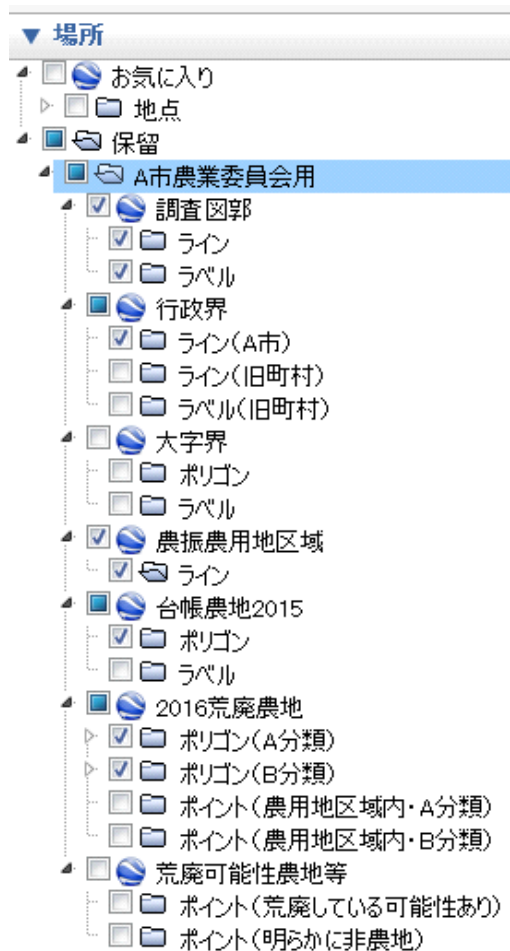 場所
お気に入り
地点
保留
A市農業委員会用
調査図郭
ライン
ラベル
行政界
ライン(A市)
ライン(旧町村)
ラベル(旧町村)
大字界
ポリゴン
ラベル
農振農用地区域
ライン
台帳農地2015
ポリゴン
ラベル
2016荒廃農地
ポリゴン(A分類)
ポリゴン(B分類)
ポイント(農用地区域内・A分類)
ポイント(農用地区域内・B分類)
荒廃可能性農地等
ポイント(荒廃している可能性あり)
ポイント(明らかに非農地)